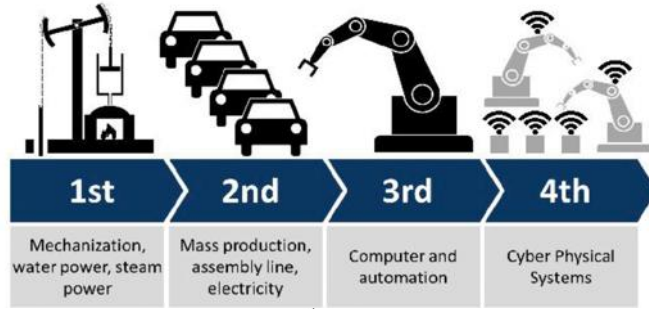 1st
2nd
3rd
4th
Mechanization,
water power, steam
power
Mass production,
assembly line,
electricity
Computer and
automation
Cyber Physical
Systems